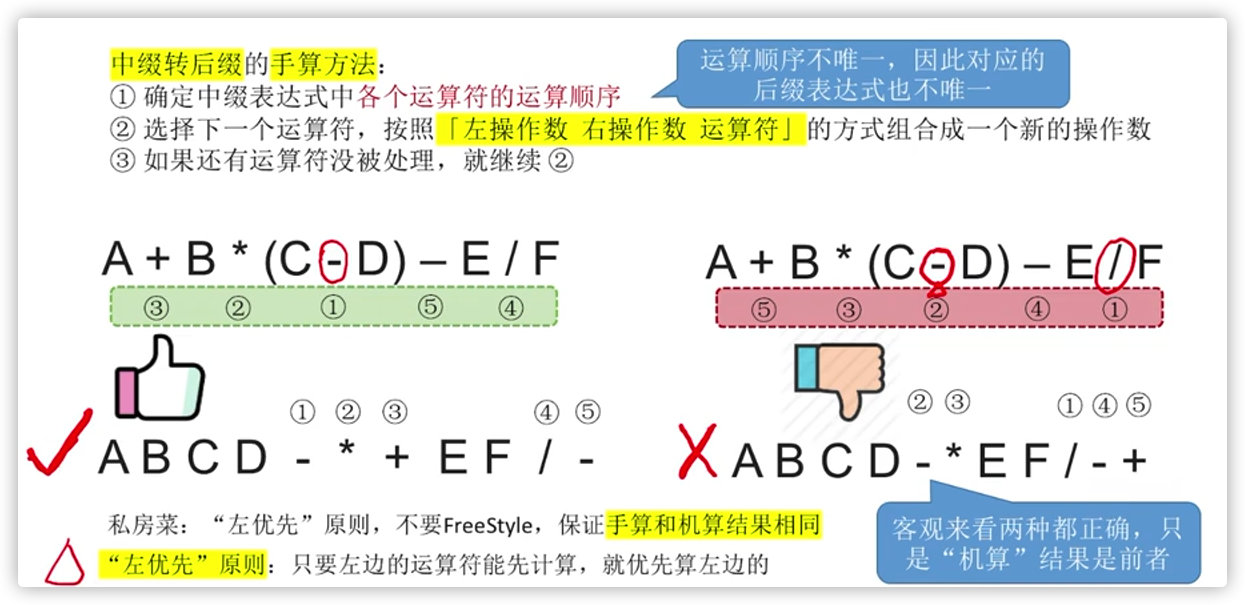 中缀转后缀的手算方法：
① 确定中缀表达式中各个运算符的运算顺序
运算顺序不唯一，因此对应的
后缀表达式也不唯一
② 选择下一个运算符，按照「左操作数 右操作数 运算符」的方式组合成一个新的操作数
③ 如果还有运算符没被处理，就继续 ②
A + B * (C - D) – E / F
③ ② ① ⑤ ④
① ② ③ ④ ⑤
A B C D - * + E F / -
A + B * (C - D) – E / F
⑤ ③ ② ④ ①
② ③ ① ④ ⑤
A B C D - * E F / - +
私房菜：“左优先”原则，不要FreeStyle，保证手算和机算结果相同
“左优先”原则：只要左边的运算符能先计算，就优先算左边的
客观来看两种都正确，只
是“机算”结果是前者